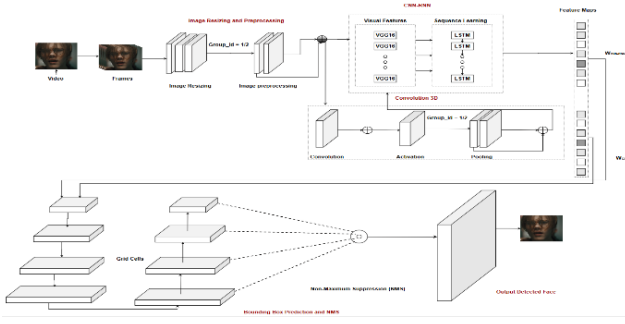 CNN-RNN
Feature Maps
Image Resizing and Preprocessing
Visual Features
Sequence Learning
Group_id = 1/2
VGG16
LSTM
VGG16
LSTM
VGG16
LSTM
Video
Frames
Image Resizing
Image preprocessing
Convolution 3D
Group_id = 1/2
Convolution
Activation
Pooling
Grid Cells
Non-Maximum Suppression (NMS)
Output Detected Face
Bounding Box Prediction and NMS